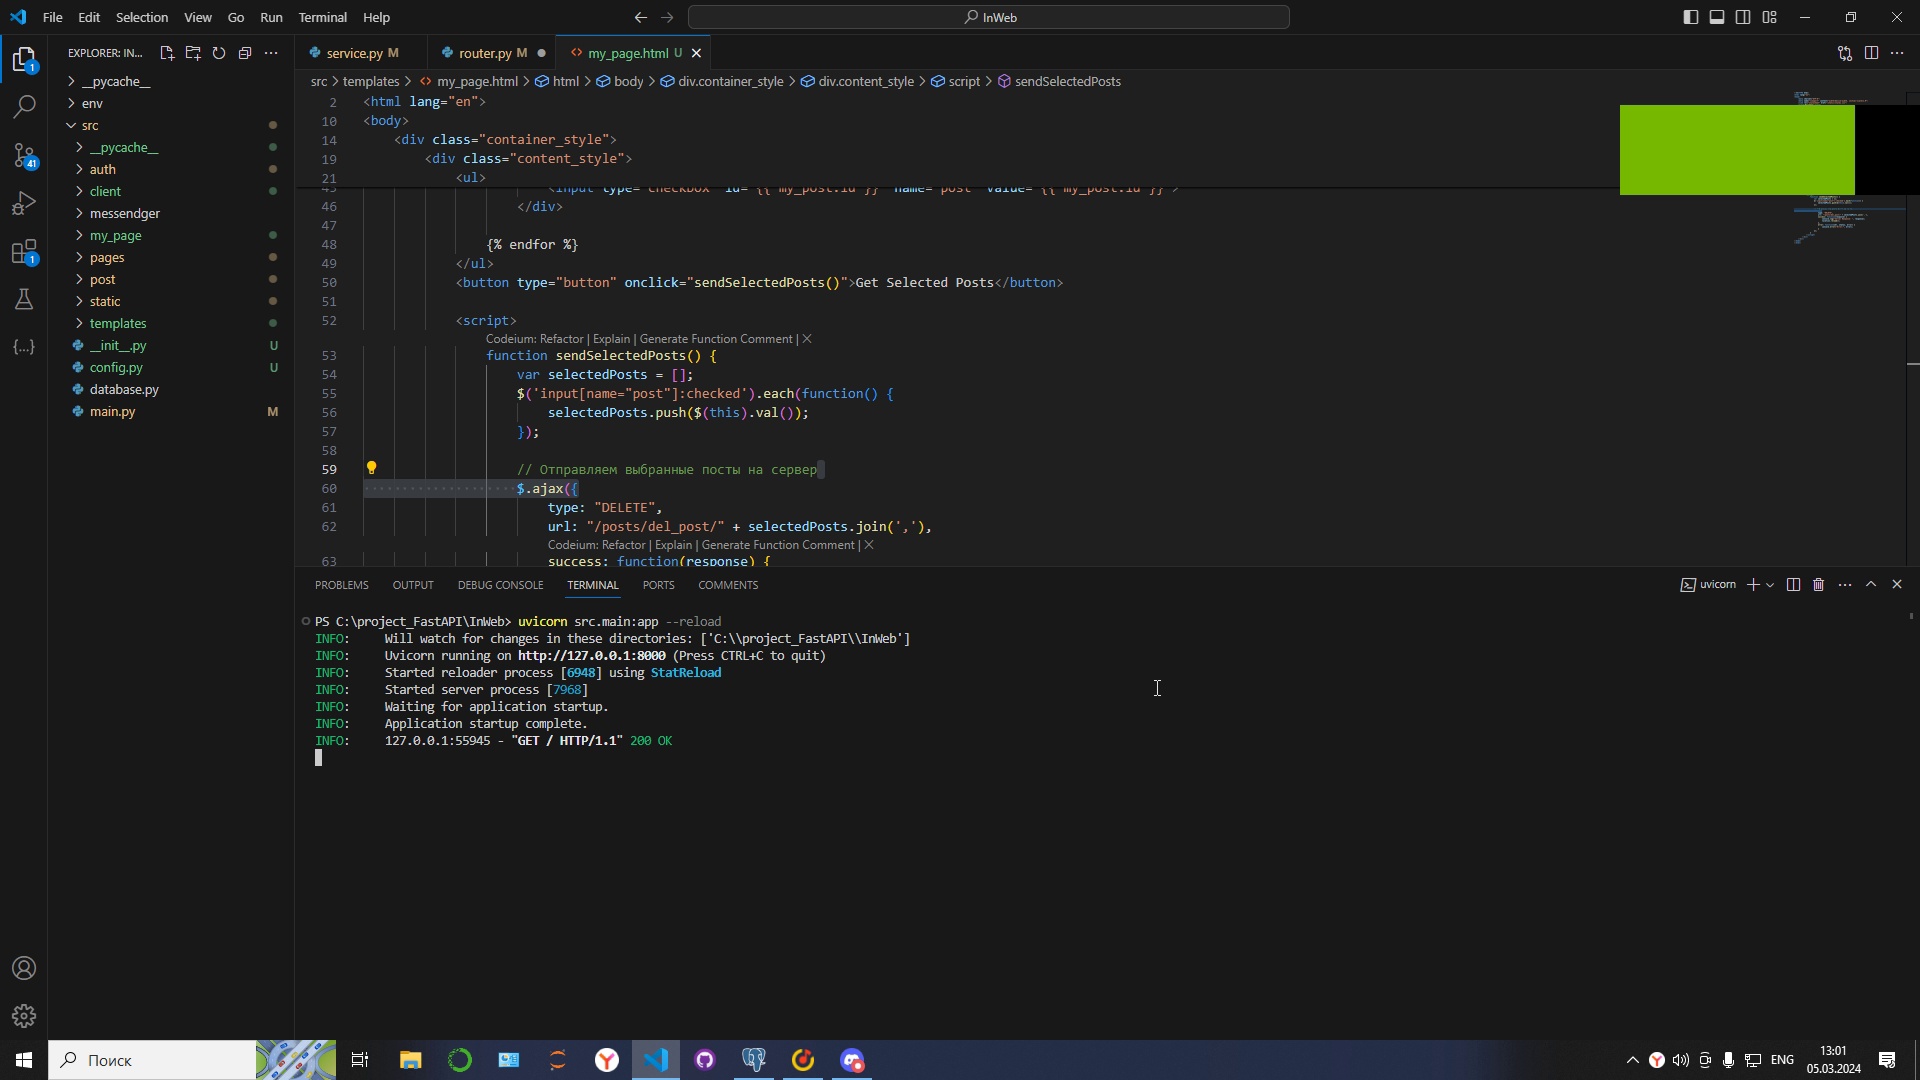 File Edit Selection View Go Run Terminal Help
InWeb
EXPLORER: IN...
service.py M
router.py M
my_page.html U
src > templates > my_page.html > html > body > div.container_style > div.content_style > script > sendSelectedPosts
__pycache__
env
src
__pycache__
auth
client
messendger
my_page
pages
post
static
templates
__init__.py U
config.py U
database.py
main.py M
1
41
1
2 <html lang="en">
10 <body>
14 <div class="container_style">
19 <div class="content_style">
21 <ul>
46 </div>
47
48 {% endfor %}
49 </ul>
50 <button type="button" onclick="sendSelectedPosts()">Get Selected Posts</button>
51
52 <script>
Codeium: Refactor | Explain | Generate Function Comment | X
53 function sendSelectedPosts() {
54 var selectedPosts = [];
55 $('input[name="post"]:checked').each(function() {
56 selectedPosts.push($(this).val());
57 });
58
59 // Отправляем выбранные посты на сервер
60 $.ajax({
61 type: "DELETE",
62 url: "/posts/del_post/" + selectedPosts.join(','),
Codeium: Refactor | Explain | Generate Function Comment | X
63 success: function(response) {
PROBLEMS OUTPUT DEBUG CONSOLE TERMINAL PORTS COMMENTS
uvicorn
PS C:\project_FastAPI\InWeb> uvicorn src.main:app --reload
INFO: Will watch for changes in these directories: ['C:\\project_FastAPI\\InWeb']
INFO: Uvicorn running on http://127.0.0.1:8000 (Press CTRL+C to quit)
INFO: Started reloader process [6948] using StatReload
INFO: Started server process [7968]
INFO: Waiting for application startup.
INFO: Application startup complete.
INFO: 127.0.0.1:55945 - "GET / HTTP/1.1" 200 OK
Поиск
ENG
13:01
05.03.2024